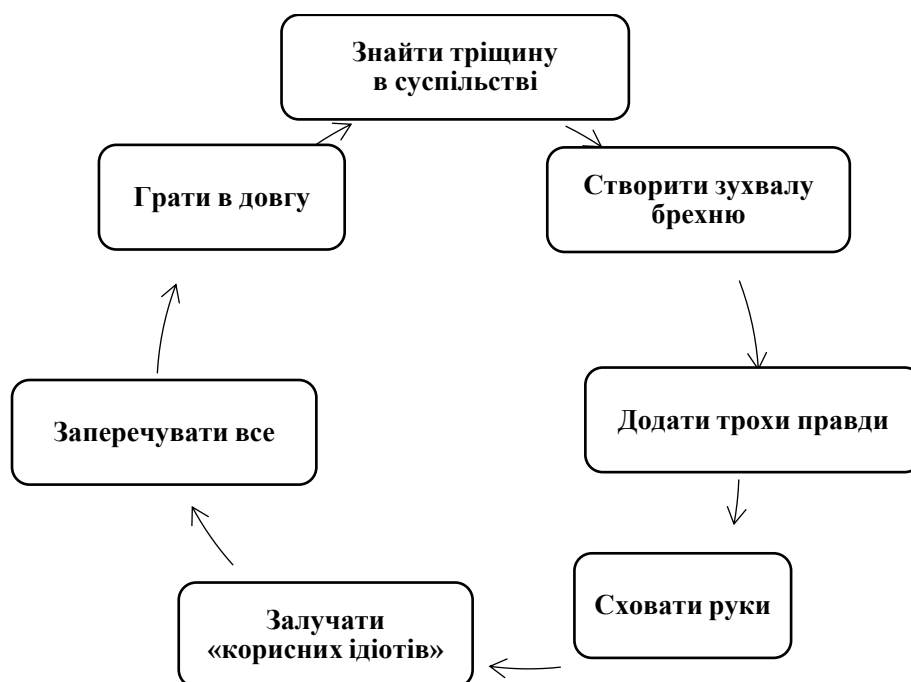 Знайти тріщину
в суспільстві
Створити зухвалу
брехню
Додати трохи правди
Сховати руки
Залучати
«корисних ідіотів»
Заперечувати все
Грати в довгу